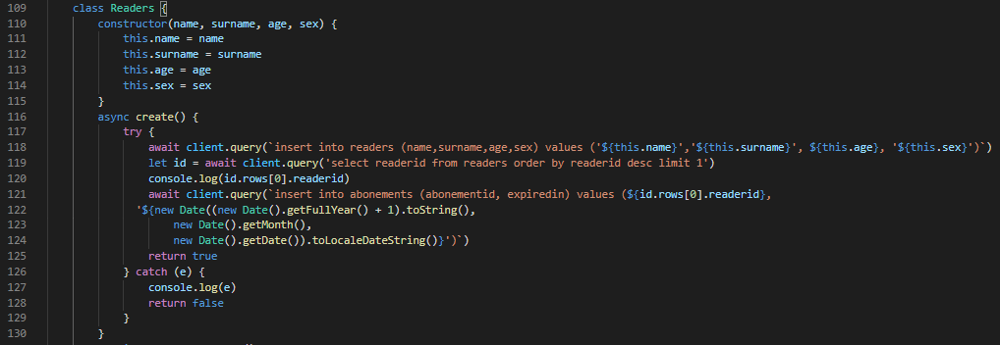 109 class Readers {
110 constructor(name, surname, age, sex) {
111 this.name = name
112 this.surname = surname
113 this.age = age
114 this.sex = sex
115 }
116 async create() {
117 try {
118 await client.query(`insert into readers (name,surname,age,sex) values ('${this.name}','${this.surname}', ${this.age}, '${this.sex}')`)
119 let id = await client.query('select readerid from readers order by readerid desc limit 1')
120 console.log(id.rows[0].readerid)
121 await client.query(`insert into abonements (abonementid, expiredin) values (${id.rows[0].readerid},
122 '${new Date((new Date().getFullYear() + 1).toString(),
123 new Date().getMonth(),
124 new Date().getDate()).toLocaleDateString()}')`)
125 return true
126 } catch (e) {
127 console.log(e)
128 return false
129 }
130 }